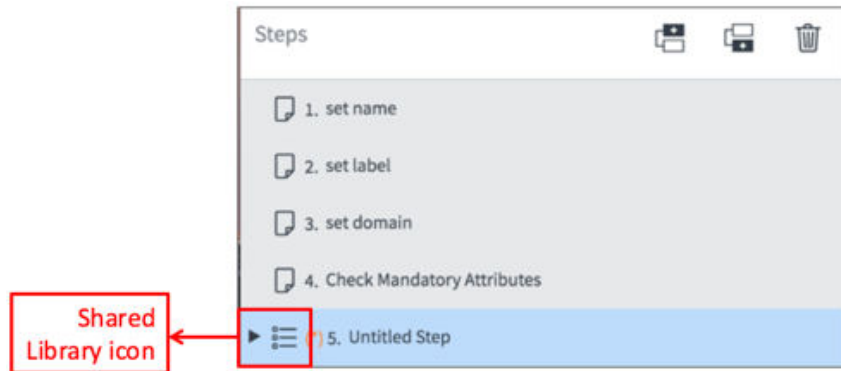 Steps
1. set name
2. set label
3. set domain
4. Check Mandatory Attributes
Shared
Library icon
(*) 5. Untitled Step